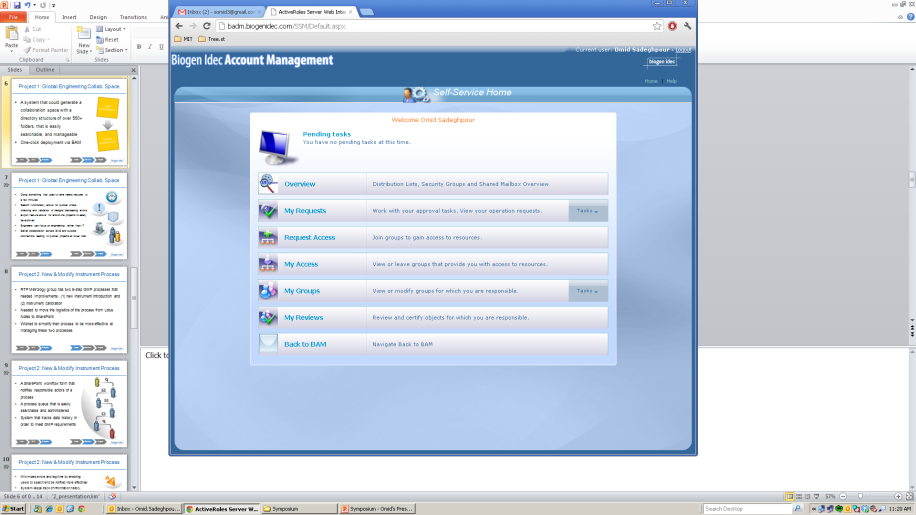 Inbox (2) - somid3@gmail.co
ActiveRoles Server Web Inte
badm.biogenidec.com/SSM/Default.aspx
MIT
Tree.st
File
Home
Insert
Design
Transitions
Paste
Cut
Copy
Format Painter
Clipboard
New
Slide
Layout
Reset
Section
Slides
Slides
Outline
Current user: Omid Sadeghpour
Logout
Biogen Idec Account Management
biogen idec
Home | Help
Self-Service Home
Welcome Omid Sadeghpour
Pending tasks
You have no pending tasks at this time.
Overview
Distribution Lists, Security Groups and Shared Mailbox Overview
My Requests
Work with your approval tasks. View your operation requests.
Tasks
Request Access
Join groups to gain access to resources.
My Access
View or leave groups that provide you with access to resources.
My Groups
View or modify groups for which you are responsible.
Tasks
My Reviews
Review and certify objects for which you are responsible.
Back to BAM
Navigate Back to BAM
6
Project 1: Global Engineering Collab. Space
A system that could generate a
collaboration space with a
directory structure of over 550+
folders, that is easily
searchable, and manageable
One-click deployment via BAM
7
Project 1: Global Engineering Collab. Space
8
Project 2: New & Modify Instrument Process
RTP Metrology group has two 6-step GMP processes that
needed improvements: (1) new instrument introduction and
(2) instrument calibration
Needed to move the logistics of the process from Lotus
Notes to SharePoint
Wished to simplify their process to be more effective at
managing these two processes
9
Project 2: New & Modify Instrument Process
A SharePoint workflow form that
notifies responsible actors of a
process
A process queue that is easily
searchable and administered
System that tracks data history in
order to meet GMP requirements
10
Project 2: New & Modify Instrument Process
Click to
Slide 6 of 14
57%
Start
Inbox - Omid.Sadeghpou...
ActiveRoles Server W...
Symposium
Symposium - Omid's Pres...
Search Desktop
11:20 AM